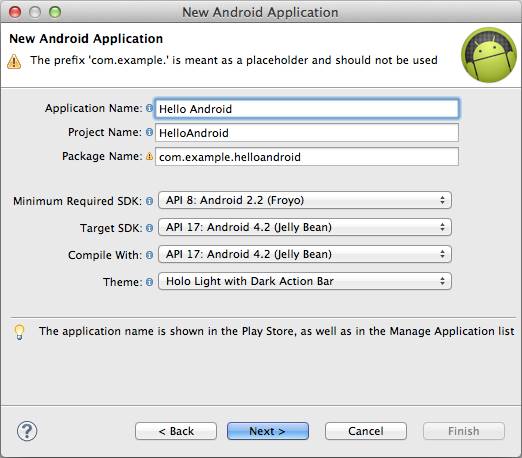 New Android Application
New Android Application
The prefix 'com.example.' is meant as a placeholder and should not be used
Application Name: Hello Android
Project Name: HelloAndroid
Package Name: com.example.helloandroid
Minimum Required SDK: API 8: Android 2.2 (Froyo)
Target SDK: API 17: Android 4.2 (Jelly Bean)
Compile With: API 17: Android 4.2 (Jelly Bean)
Theme: Holo Light with Dark Action Bar
The application name is shown in the Play Store, as well as in the Manage Application list
? < Back Next > Cancel Finish